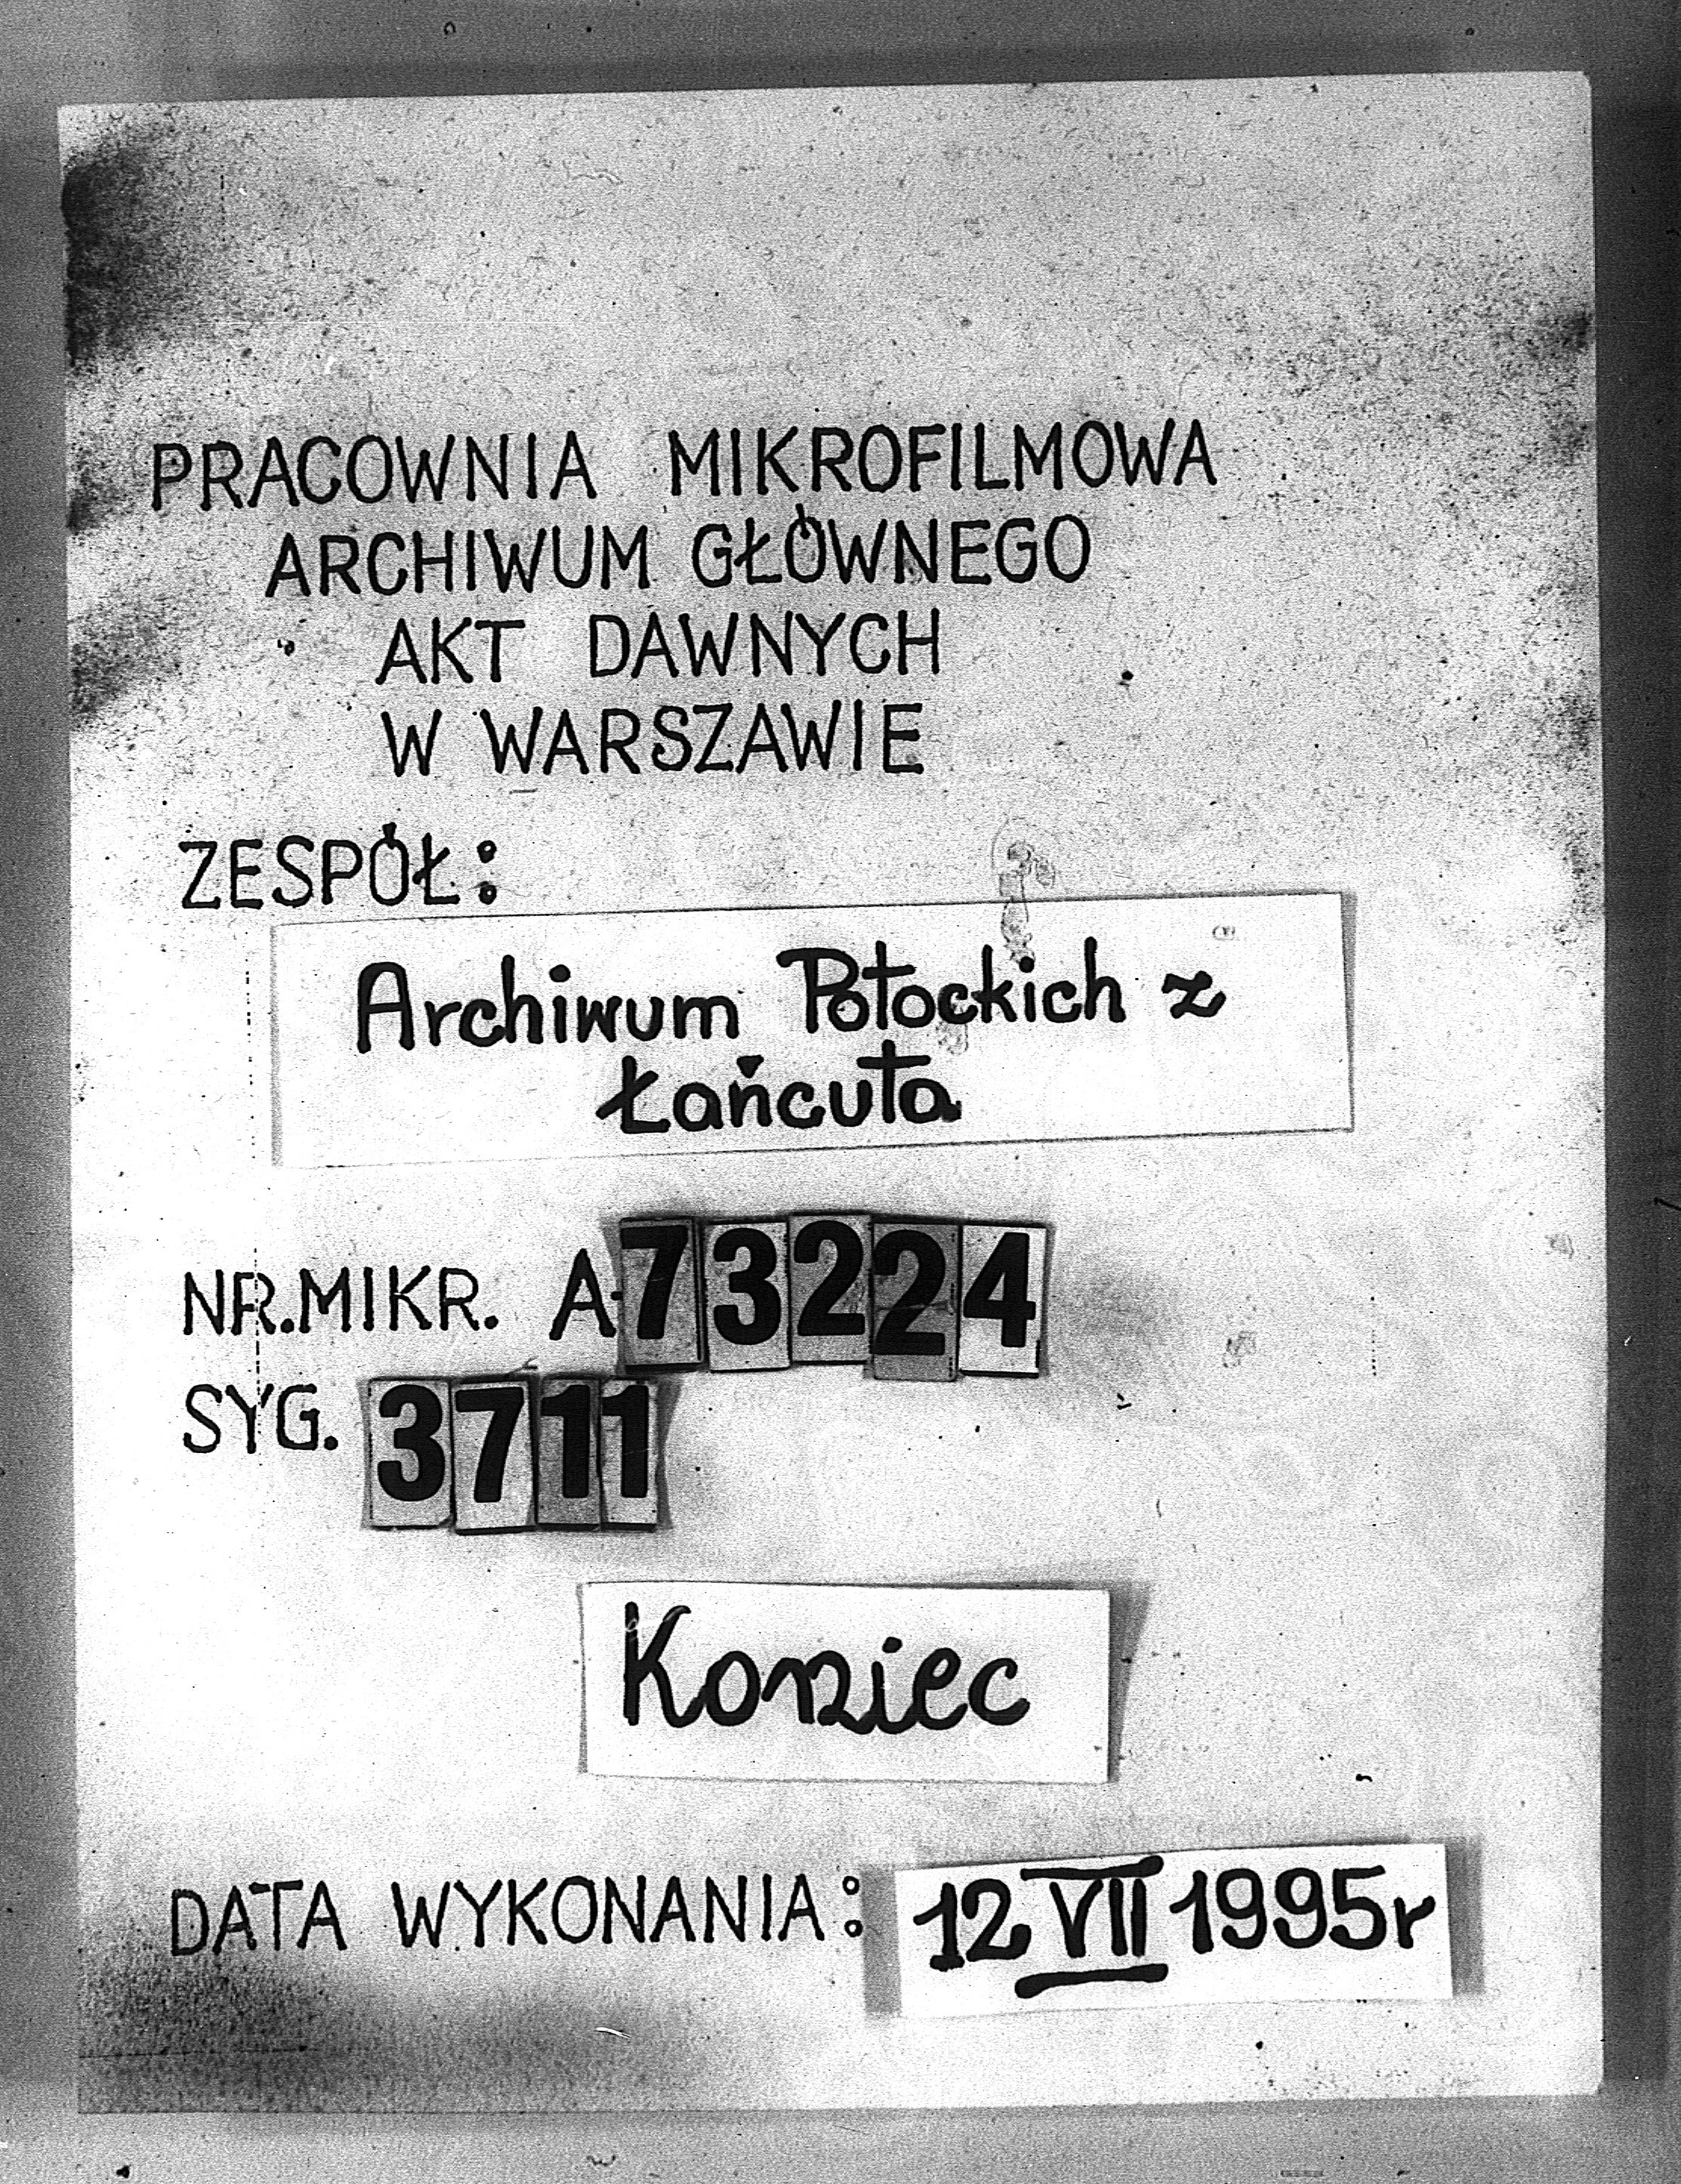 PRACOWNIA MIKROFILMOWA
ARCHIWUM GŁÓWNEGO
AKT DAWNYCH
W WARSZAWIE
ZESPÓŁ:
Archiwum Potockich z
Łańcuta
NR.MIKR. A-73224
SYG. 3711
Koniec
DATA WYKONANIA: 12 VII 1995r